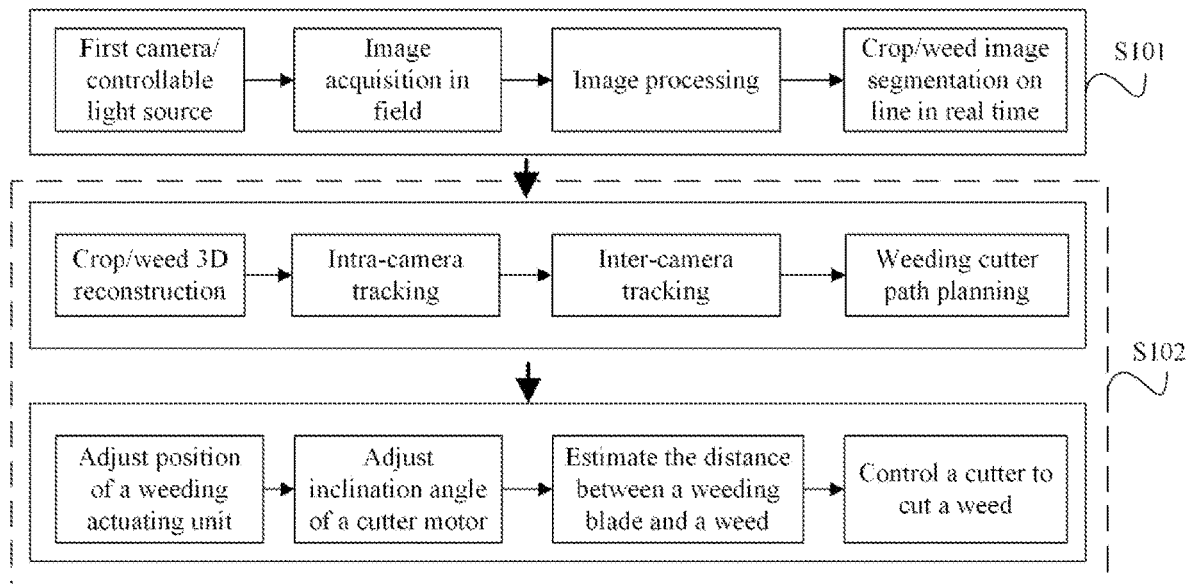 First camera/
controllable
light source
Image
acquisition in
field
Image processing
Crop/weed image
segmentation on
line in real time
S101
Crop/weed 3D
reconstruction
Intra-camera
tracking
Inter-camera
tracking
Weeding cutter
path planning
S102
Adjust position
of a weeding
actuating unit
Adjust
inclination angle
of a cutter motor
Estimate the distance
between a weeding
blade and a weed
Control a cutter to
cut a weed